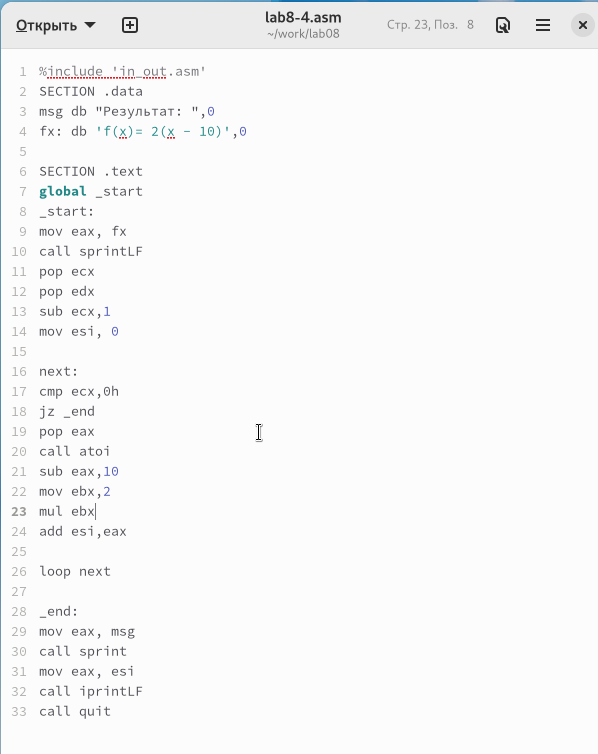 Открыть
lab8-4.asm
~/work/lab08
Стр. 23, Поз. 8
1 %include 'in_out.asm'
2 SECTION .data
3 msg db "Результат: ",0
4 fx: db 'f(x)= 2(x - 10)',0
5
6 SECTION .text
7 global _start
8 _start:
9 mov eax, fx
10 call sprintLF
11 pop ecx
12 pop edx
13 sub ecx,1
14 mov esi, 0
15
16 next:
17 cmp ecx,0h
18 jz _end
19 pop eax
20 call atoi
21 sub eax,10
22 mov ebx,2
23 mul ebx
24 add esi,eax
25
26 loop next
27
28 _end:
29 mov eax, msg
30 call sprint
31 mov eax, esi
32 call iprintLF
33 call quit